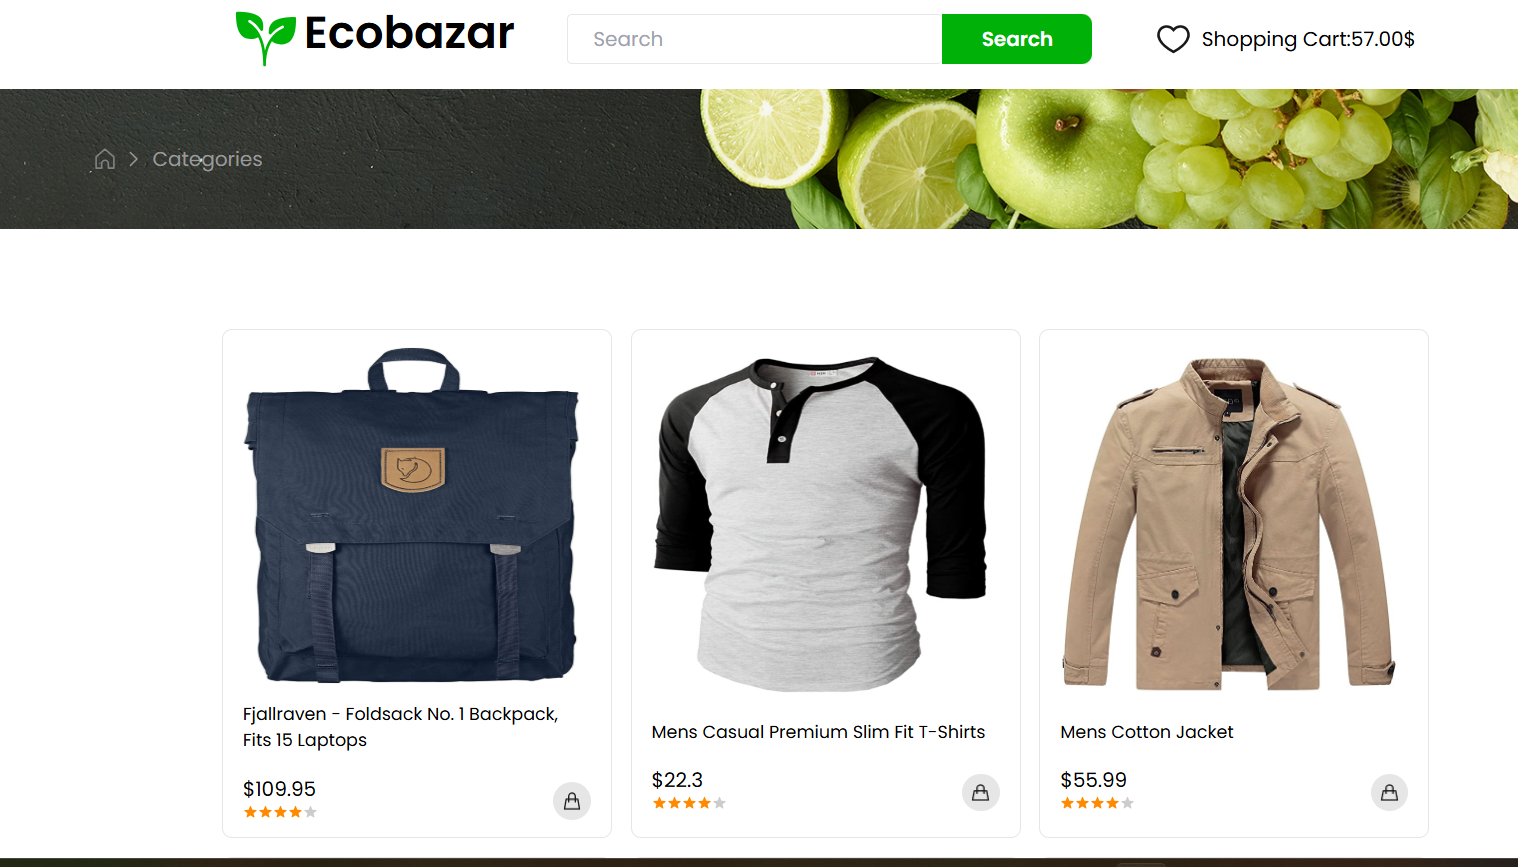 Ecobazar
Search
Search
Shopping Cart:57.00$
Categories
Fjallraven - Foldsack No. 1 Backpack,
Fits 15 Laptops
$109.95
Mens Casual Premium Slim Fit T-Shirts
$22.3
Mens Cotton Jacket
$55.99